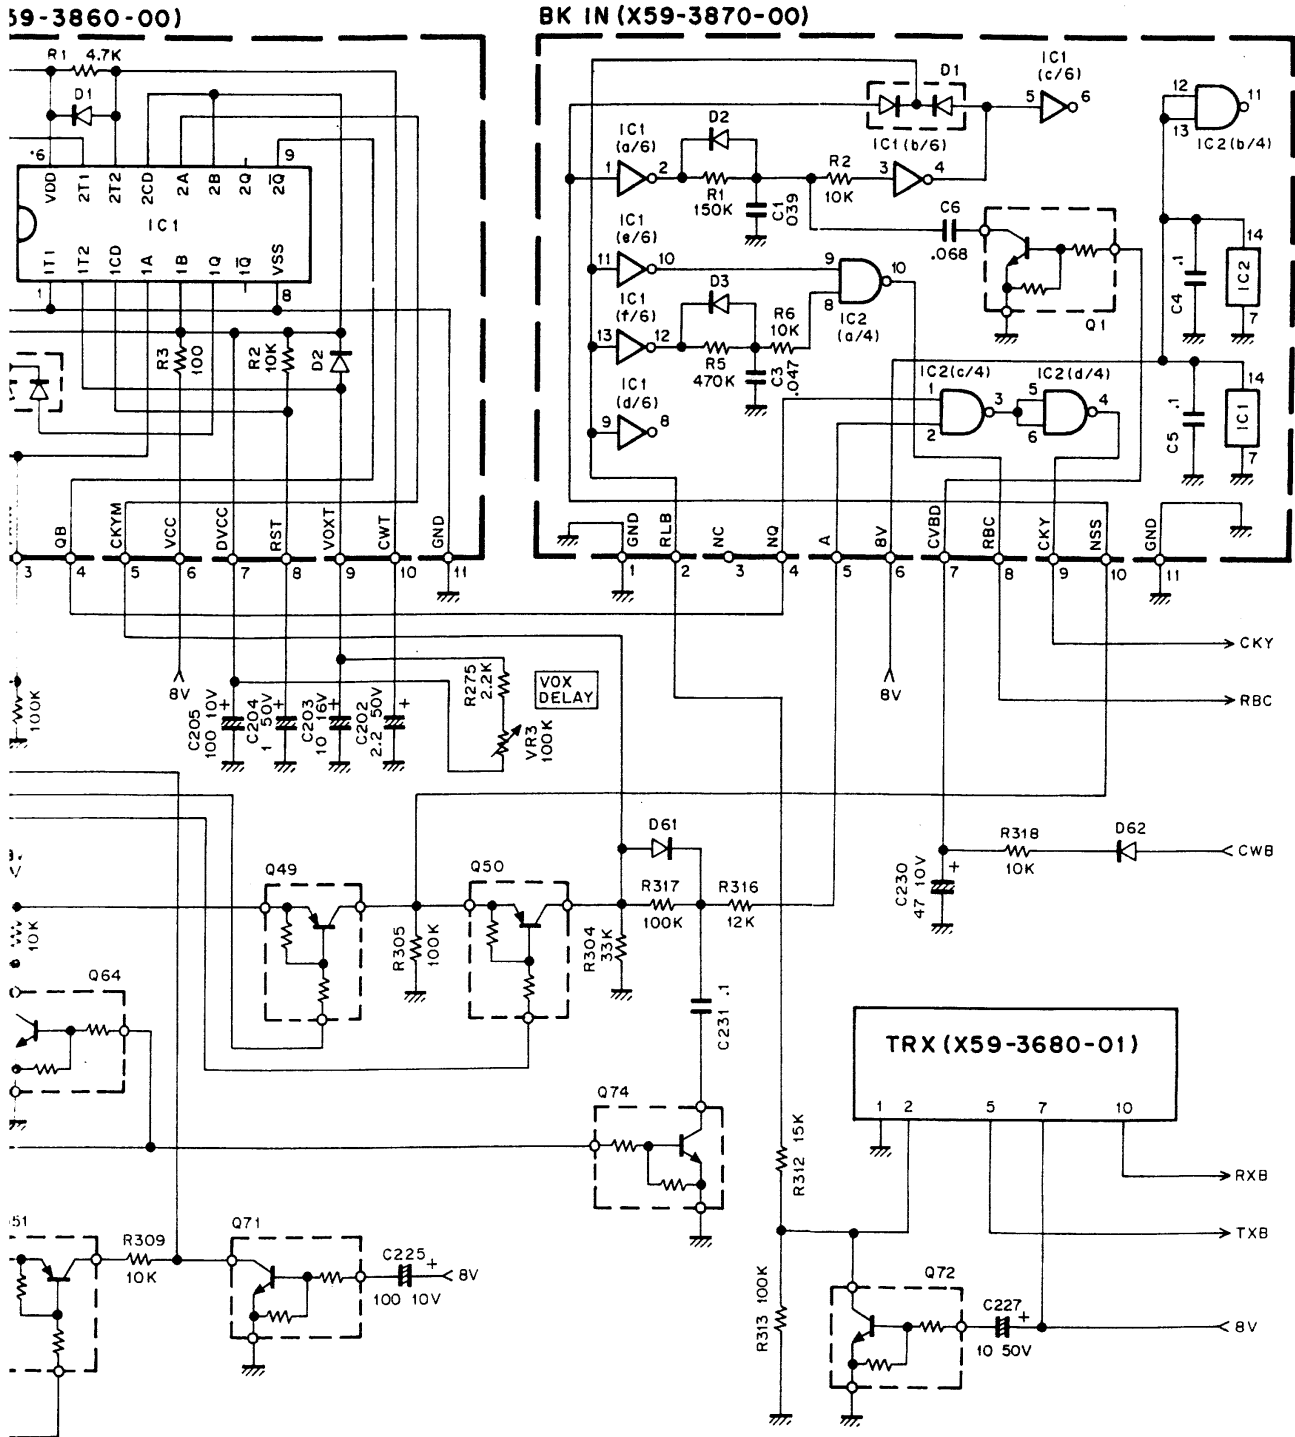 59-3860-00)
BK IN (X59-3870-00)
R1 4.7K
D1
6
9
VDD
2T1
2T2
2CD
2A
2B
2Q
2Q
IC1
1T1
1T2
1CD
1A
1B
1Q
1Q
VSS
1
8
R3
100
R2
10K
D2
QB
CKYM
VCC
DVCC
RST
VOXT
CWT
GND
3
4
5
6
7
8
9
10
11
IC1
(a/6)
1
2
D2
R1
150K
C1
.039
R2
10K
IC1 (b/6)
3
4
D1
IC1
(c/6)
5
6
12
13
11
IC2(b/4)
IC1
(e/6)
11
10
C6
.068
Q1
IC1
(f/6)
13
12
D3
R5
470K
C3
.047
R6
10K
9
8
10
IC2
(a/4)
C4
.1
14
IC2
7
IC1
(d/6)
9
8
IC2(c/4)
1
2
3
IC2(d/4)
5
6
4
C5
.1
14
IC1
7
GND
RLB
NC
NQ
A
8V
CVBD
RBC
CKY
NSS
GND
1
2
3
4
5
6
7
8
9
10
11
CKY
RBC
100K
8V
C205
100 10V
C204
1 50V
C203
10 16V
C202
2.2 50V
R275
2.2K
VOX
DELAY
VR3
100K
8V
D61
R318
10K
D62
CWB
C230
47 10V
Q49
Q50
R317
100K
R316
12K
10K
R305
100K
R304
33K
Q64
C231 .1
TRX (X59-3680-01)
1
2
5
7
10
Q74
R312 15K
RXB
TXB
51
R309
10K
Q71
C225
100 10V
8V
R313 100K
Q72
C227
10 50V
8V